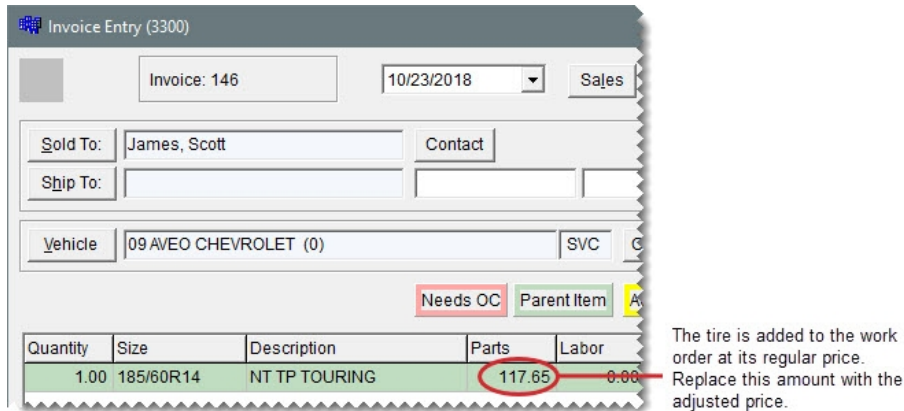 Invoice Entry (3300)
Invoice: 146
10/23/2018
Sales
Sold To:
James, Scott
Contact
Ship To:
Vehicle
09 AVEO CHEVROLET (0)
SVC
Needs OC
Parent Item
Quantity Size Description Parts Labor
1.00 185/60R14 NT TP TOURING 117.65 0.00
The tire is added to the work
order at its regular price.
Replace this amount with the
adjusted price.